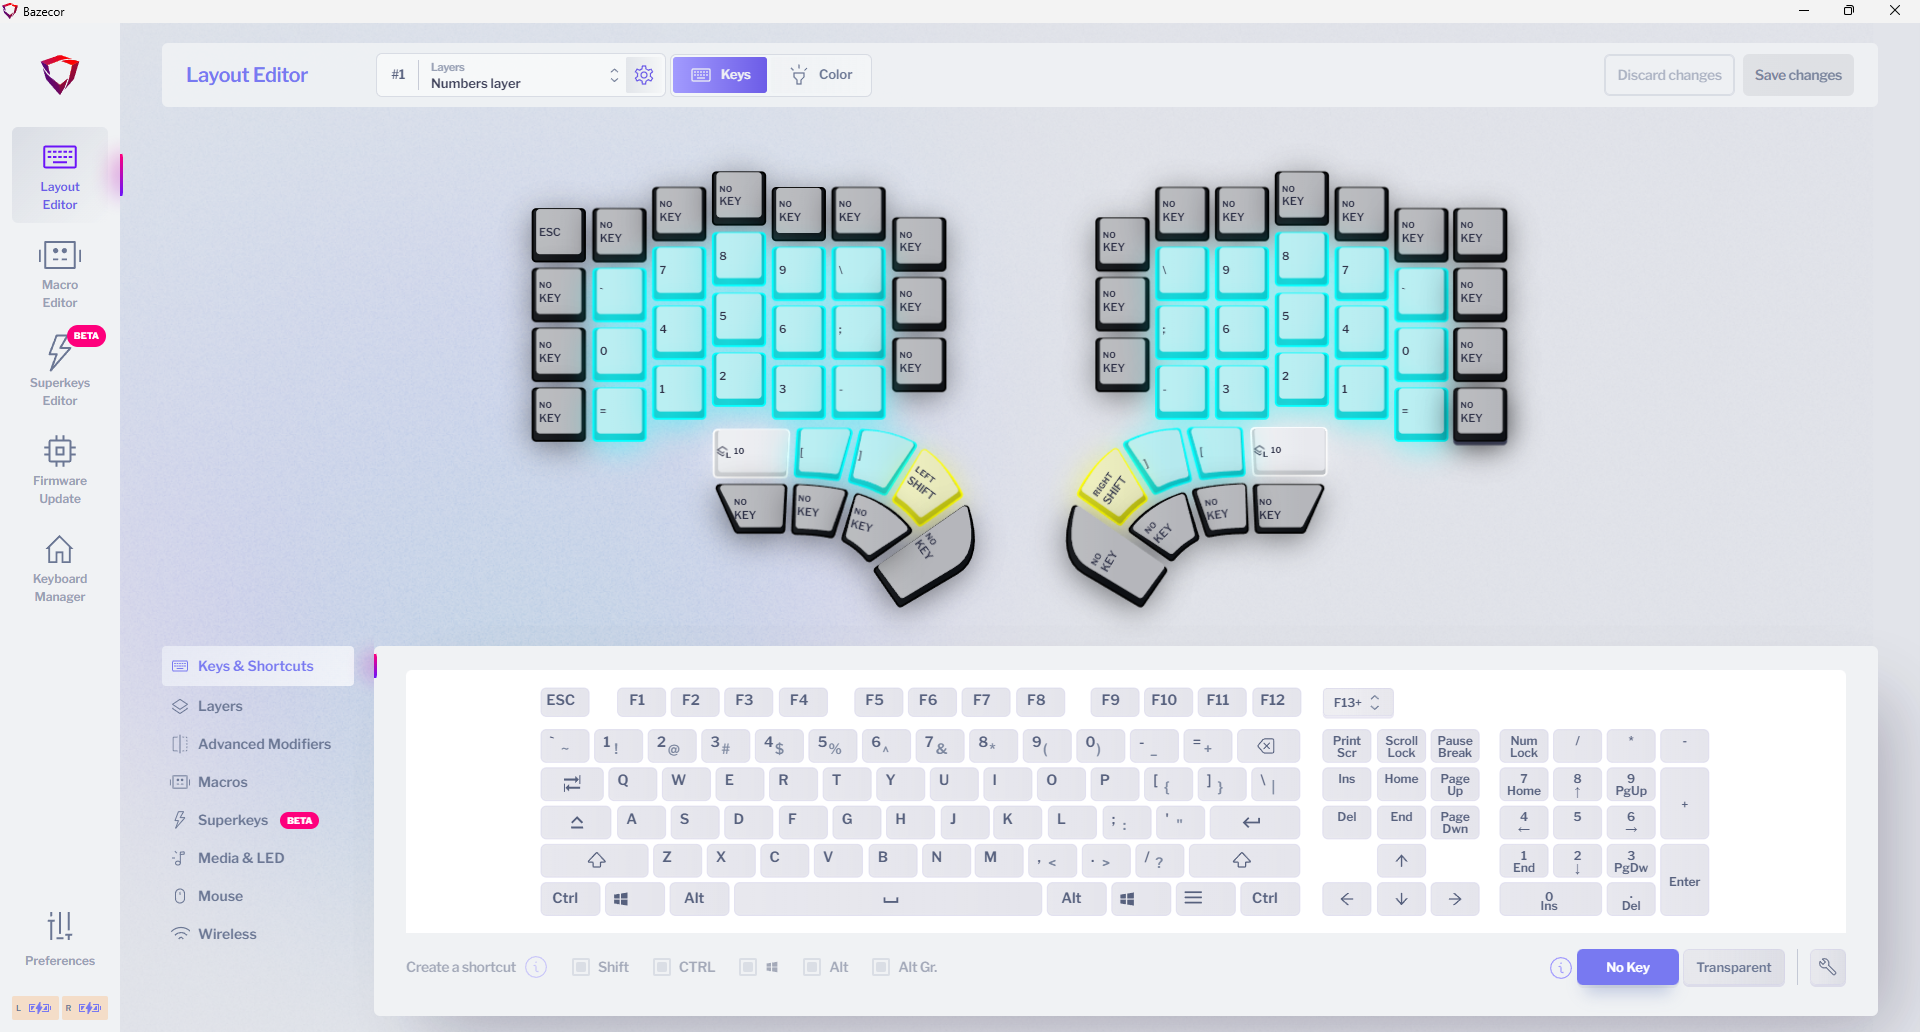 Bazecor
Layout Editor
#1
Layers
Numbers layer
Keys
Color
Discard changes
Save changes
Layout
Editor
Macro
Editor
BETA
Superkeys
Editor
Firmware
Update
Keyboard
Manager
Preferences
L
R
ESC
NO KEY
NO KEY
NO KEY
NO KEY
NO KEY
NO KEY
NO KEY
-
7
8
9
\
NO KEY
NO KEY
0
4
5
6
;
NO KEY
NO KEY
=
1
2
3
-
L 10
[
]
LEFT SHIFT
NO KEY
NO KEY
NO KEY
NO KEY
NO KEY
NO KEY
NO KEY
NO KEY
NO KEY
NO KEY
NO KEY
NO KEY
\
9
8
7
-
NO KEY
NO KEY
;
6
5
4
0
NO KEY
NO KEY
-
3
2
1
=
NO KEY
RIGHT SHIFT
]
[
L 10
NO KEY
NO KEY
NO KEY
NO KEY
Keys & Shortcuts
Layers
Advanced Modifiers
Macros
Superkeys BETA
Media & LED
Mouse
Wireless
ESC F1 F2 F3 F4 F5 F6 F7 F8 F9 F10 F11 F12 F13+
` ~ 1 ! 2 @ 3 # 4 $ 5 % 6 ^ 7 & 8 * 9 ( 0 ) - _ = + Print Scr Scroll Lock Pause Break Num Lock / * -
Q W E R T Y U I O P [ { ] } \ | Ins Home Page Up 7 Home 8 ↑ 9 PgUp +
A S D F G H J K L ; : ' " Del End Page Dwn 4 ← 5 6 →
Z X C V B N M , < . > / ? ↑ 1 End 2 ↓ 3 PgDw Enter
Ctrl Alt Alt Ctrl ← ↓ → 0 Ins . Del
Create a shortcut i Shift CTRL Alt Alt Gr.
i No Key Transparent